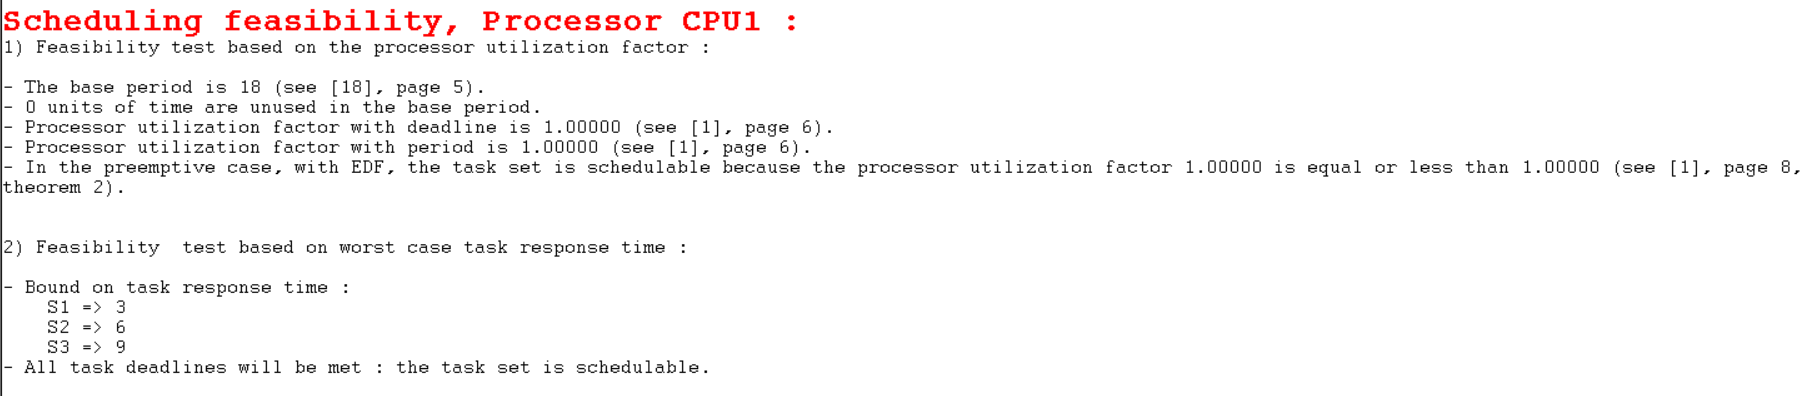 Scheduling feasibility, Processor CPU1 :
1) Feasibility test based on the processor utilization factor :
- The base period is 18 (see [18], page 5).
- 0 units of time are unused in the base period.
- Processor utilization factor with deadline is 1.00000 (see [1], page 6).
- Processor utilization factor with period is 1.00000 (see [1], page 6).
- In the preemptive case, with EDF, the task set is schedulable because the processor utilization factor 1.00000 is equal or less than 1.00000 (see [1], page 8,
theorem 2).
2) Feasibility  test based on worst case task response time :
- Bound on task response time :
S1 => 3
S2 => 6
S3 => 9
- All task deadlines will be met : the task set is schedulable.